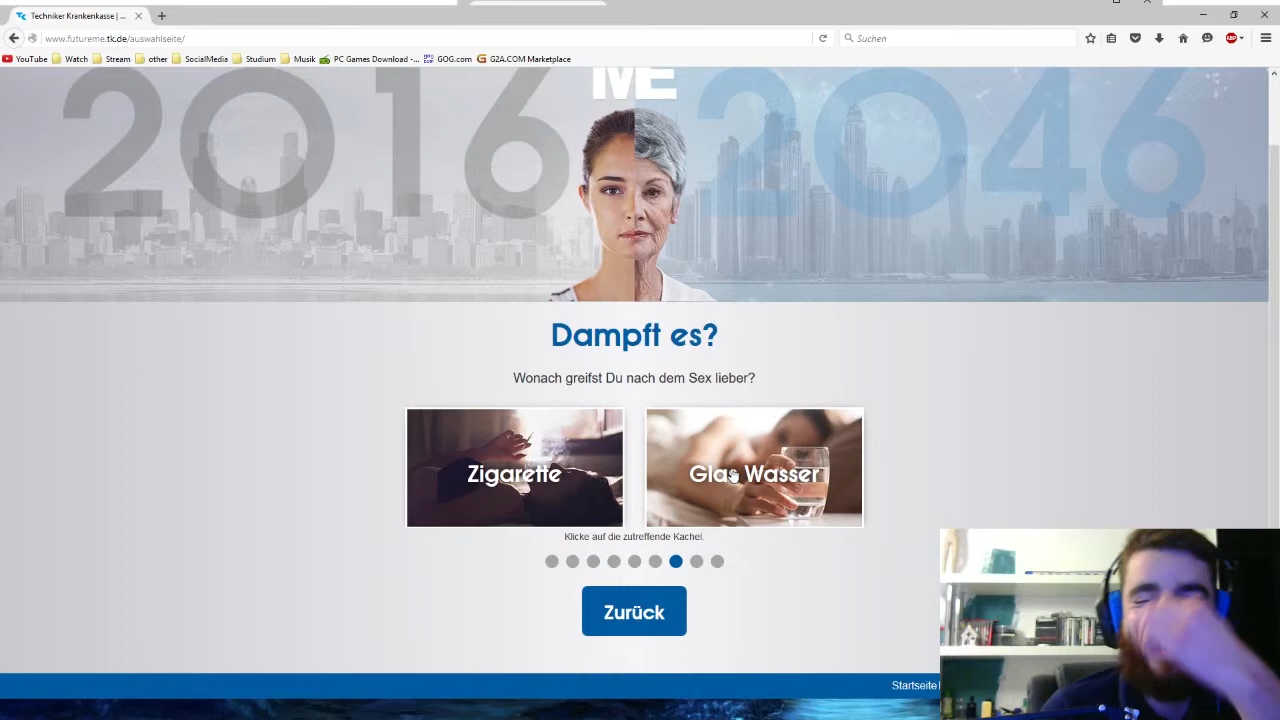 Techniker Krankenkasse | ...
www.futureme.tk.de/auswahlseite/
Suchen
YouTube Watch Stream other SocialMedia Studium Musik PC Games Download -... GOG.com G2A.COM Marketplace
ME
2016 2046
Dampft es?
Wonach greifst Du nach dem Sex lieber?
Zigarette Glas Wasser
Klicke auf die zutreffende Kachel.
Zurück
Startseite